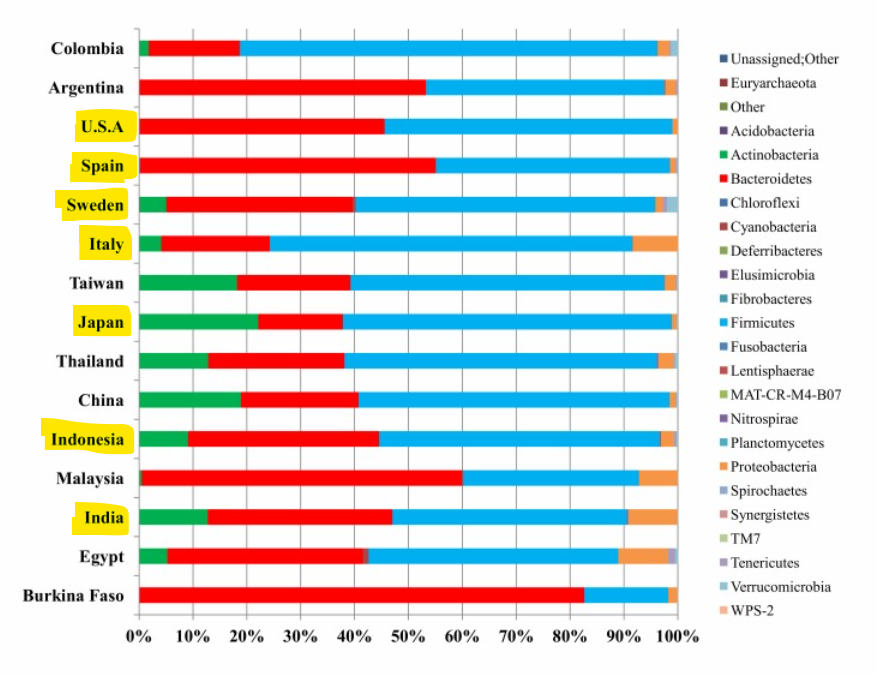 Colombia
Argentina
U.S.A
Spain
Sweden
Italy
Taiwan
Japan
Thailand
China
Indonesia
Malaysia
India
Egypt
Burkina Faso
0% 10% 20% 30% 40% 50% 60% 70% 80% 90% 100%
Unassigned;Other
Euryarchaeota
Other
Acidobacteria
Actinobacteria
Bacteroidetes
Chloroflexi
Cyanobacteria
Deferribacteres
Elusimicrobia
Fibrobacteres
Firmicutes
Fusobacteria
Lentisphaerae
MAT-CR-M4-B07
Nitrospirae
Planctomycetes
Proteobacteria
Spirochaetes
Synergistetes
TM7
Tenericutes
Verrucomicrobia
WPS-2